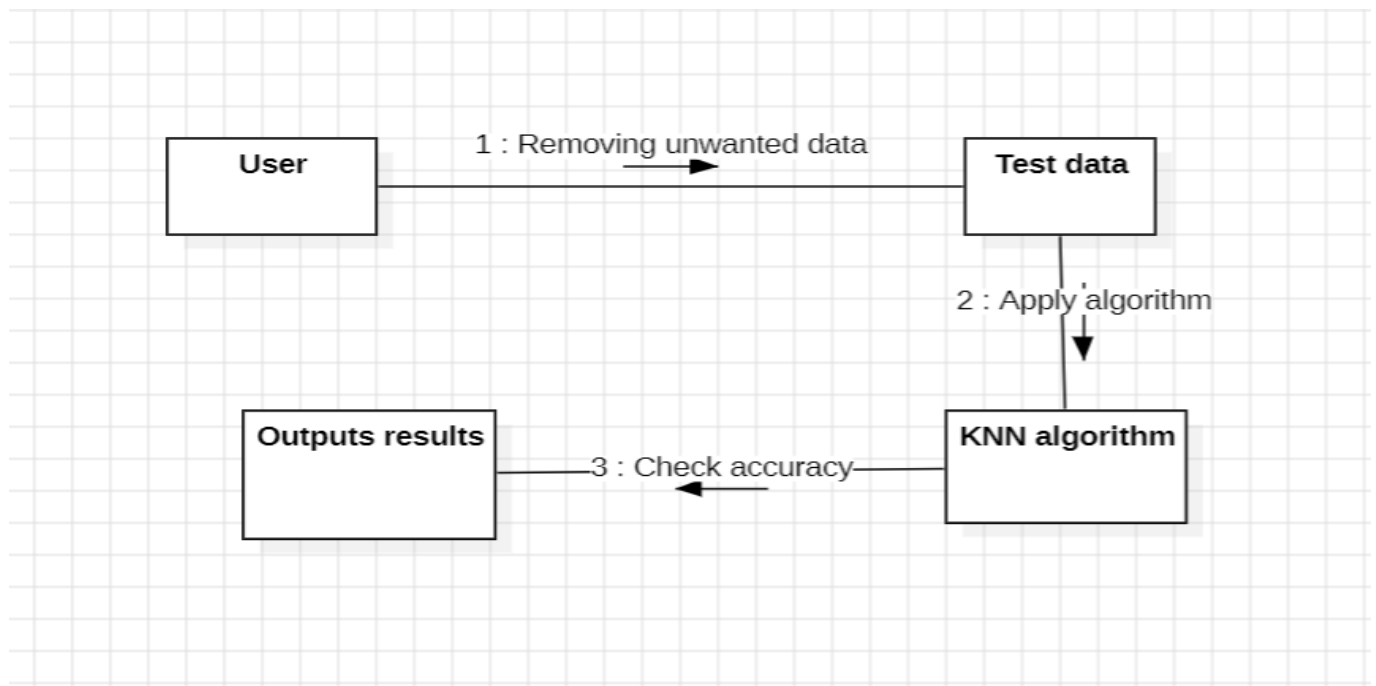 1 : Removing unwanted data
User
Test data
2 : Apply algorithm
Outputs results
KNN algorithm
3 : Check accuracy